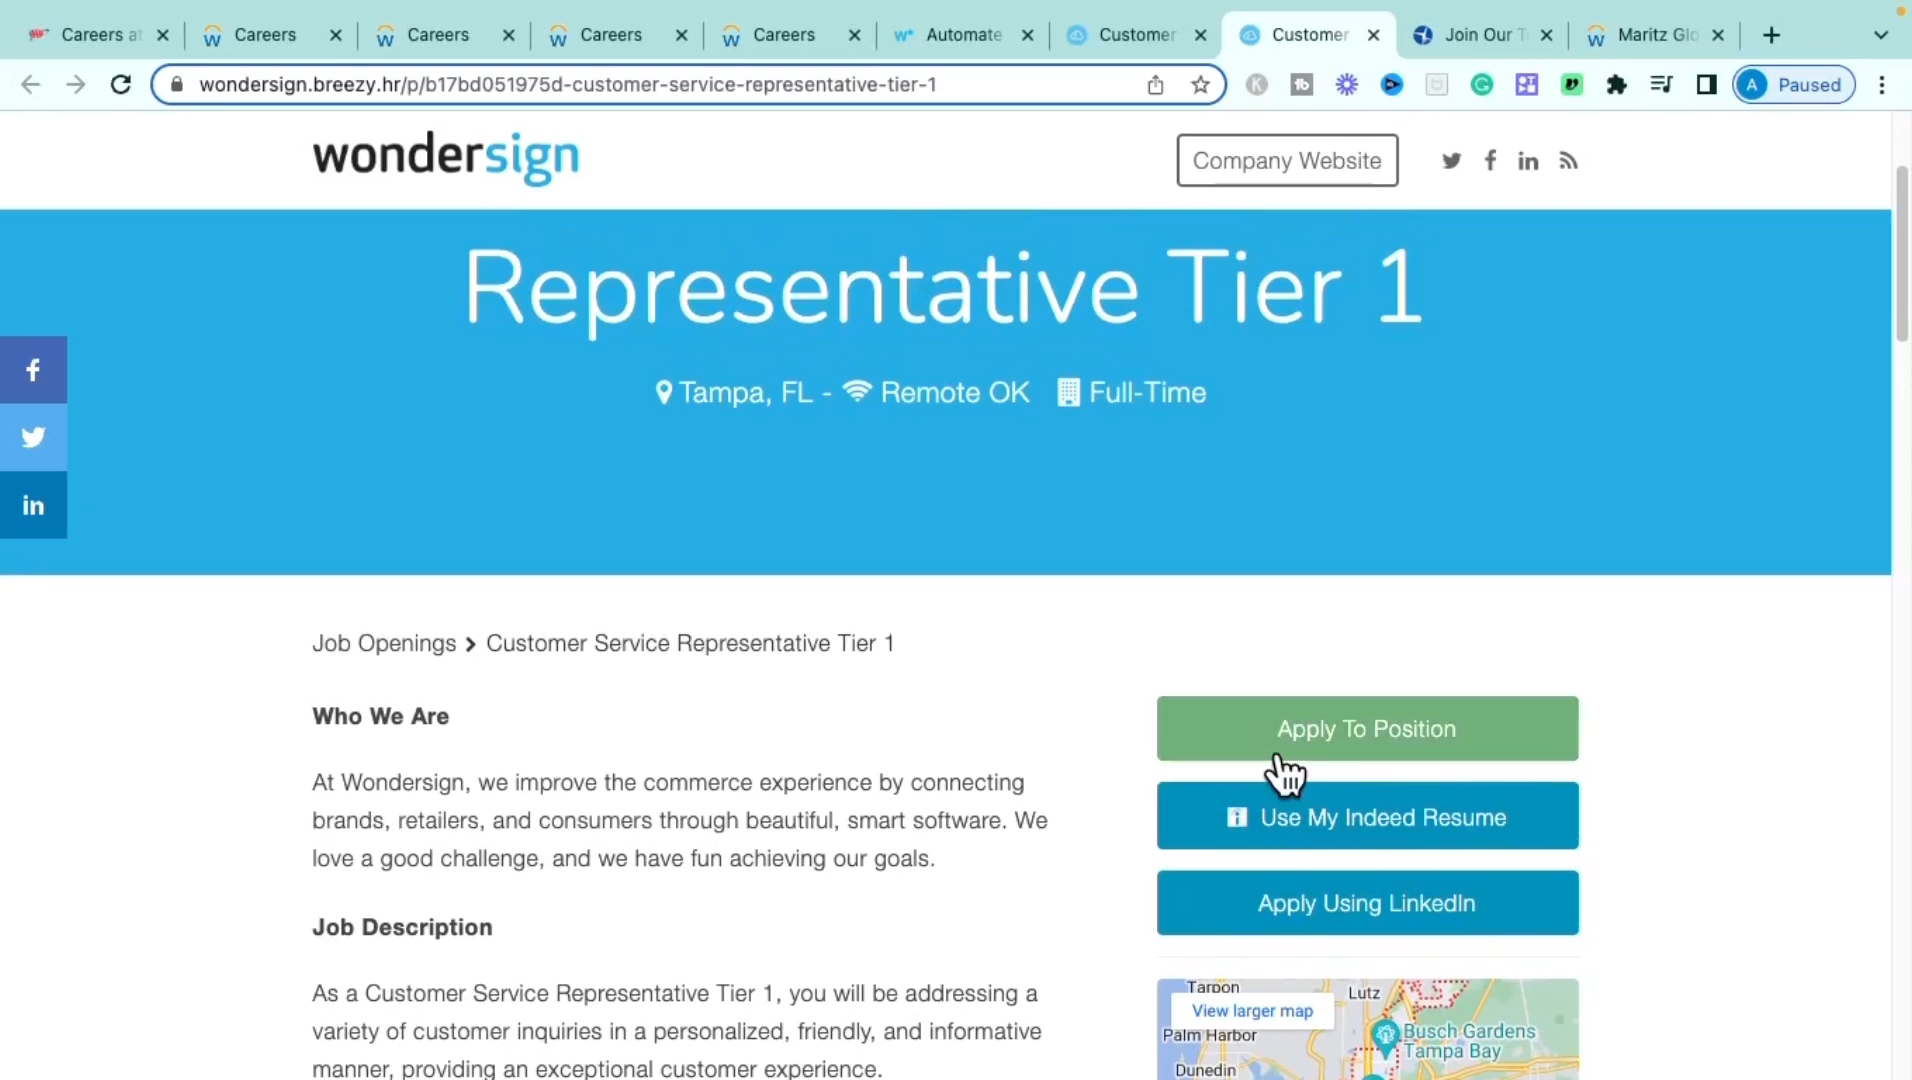 Careers at
Careers
Careers
Careers
Careers
Automate
Customer
Customer
Join Our T
Maritz Glo
wondersign.breezy.hr/p/b17bd051975d-customer-service-representative-tier-1
A Paused
wondersign
Company Website
Representative Tier 1
Tampa, FL - Remote OK Full-Time
Job Openings > Customer Service Representative Tier 1
Who We Are
At Wondersign, we improve the commerce experience by connecting
brands, retailers, and consumers through beautiful, smart software. We
love a good challenge, and we have fun achieving our goals.
Job Description
As a Customer Service Representative Tier 1, you will be addressing a
variety of customer inquiries in a personalized, friendly, and informative
manner, providing an exceptional customer experience.
Apply To Position
Use My Indeed Resume
Apply Using LinkedIn
Tarpon
Lutz
View larger map
Palm Harbor
Busch Gardens
Tampa Bay
Dunedin